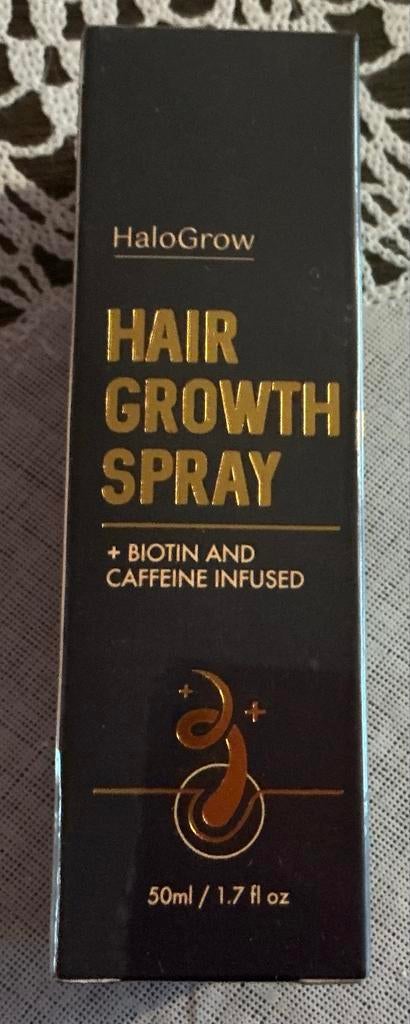 HaloGrow
HAIR
GROWTH
SPRAY
+ BIOTIN AND
CAFFEINE INFUSED
50ml / 1.7 fl oz